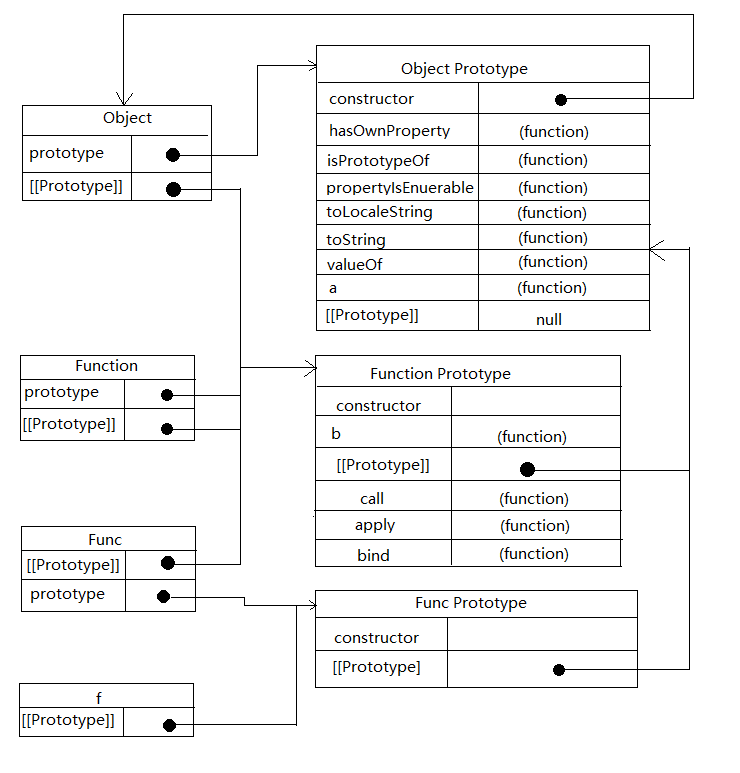 Object Prototype
constructor
hasOwnProperty (function)
isPrototypeOf (function)
propertyIsEnuerable (function)
toLocaleString (function)
toString (function)
valueOf (function)
a (function)
[[Prototype]] null
Object
prototype
[[Prototype]]
Function
prototype
[[Prototype]]
Function Prototype
constructor
b (function)
[[Prototype]]
call (function)
apply (function)
bind (function)
Func
[[Prototype]]
prototype
Func Prototype
constructor
[[Prototype]
f
[[Prototype]]